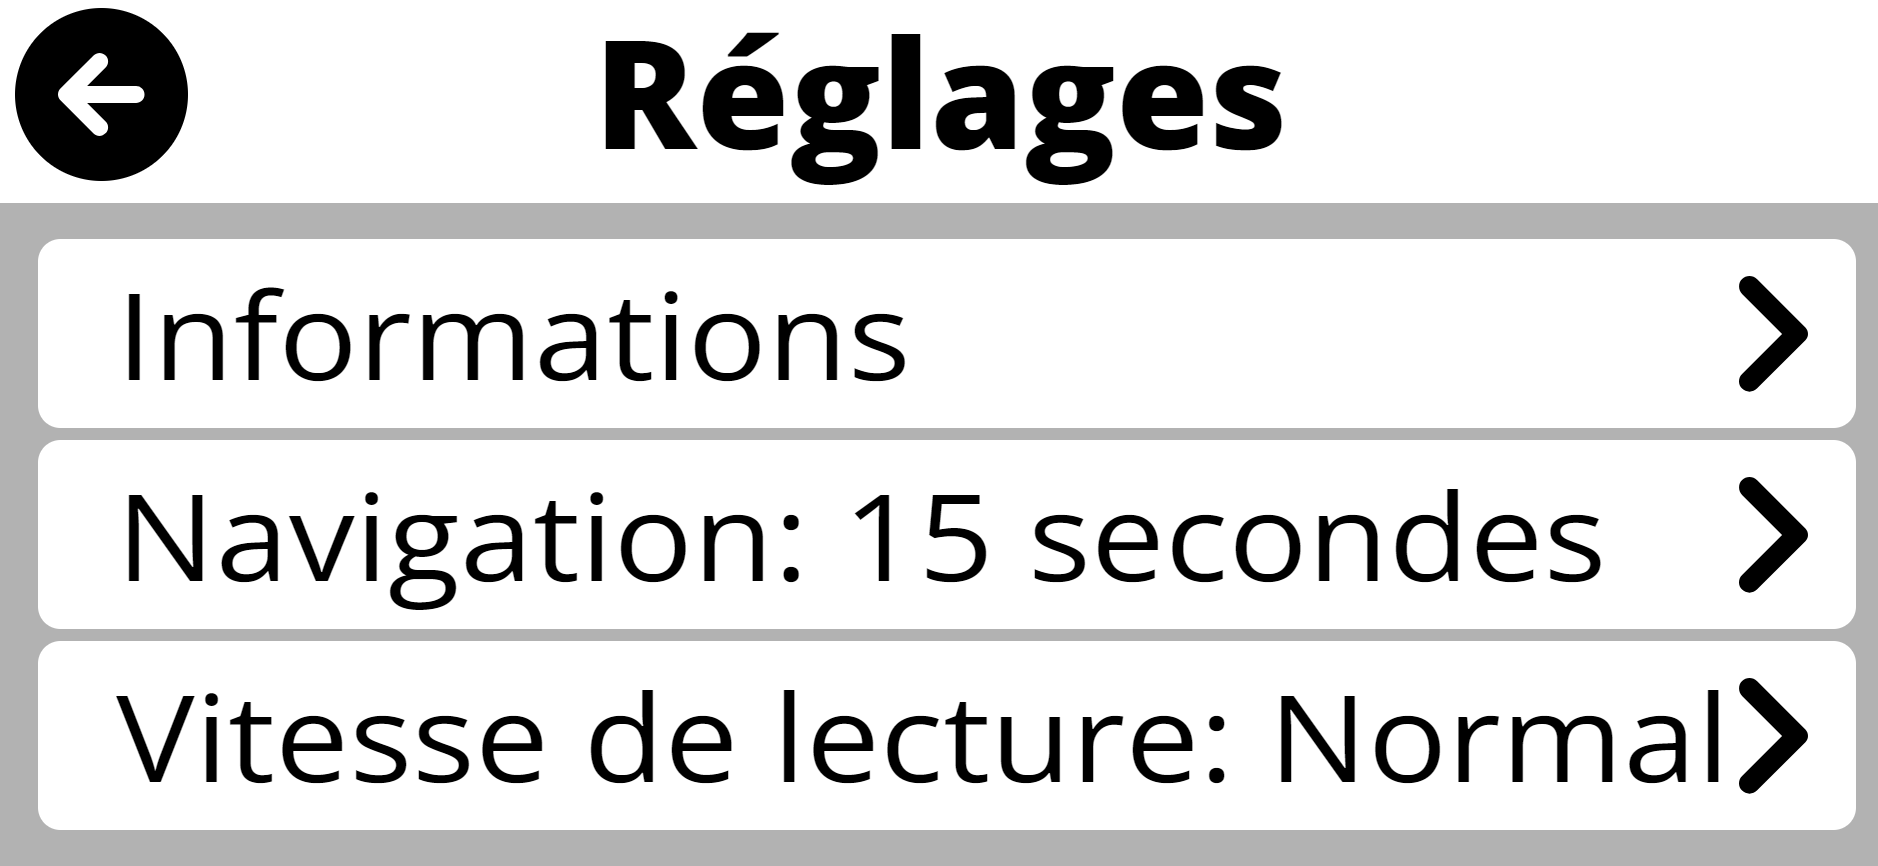 Réglages
Informations
Navigation: 15 secondes
Vitesse de lecture: Normal